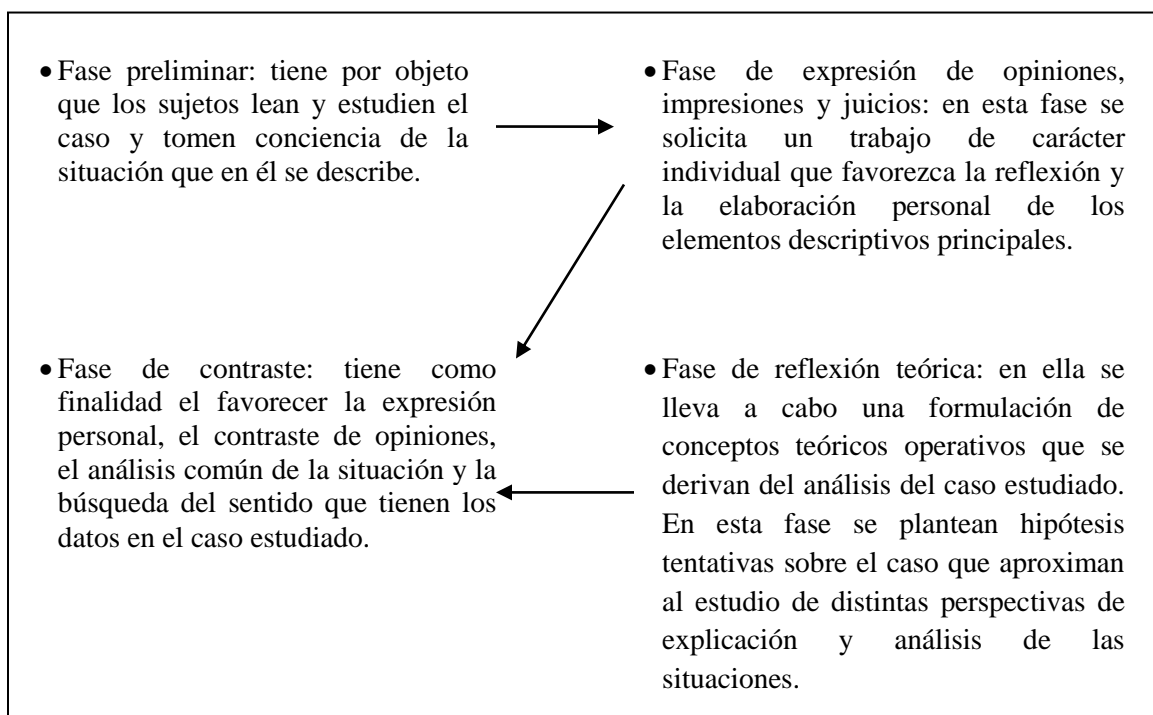 • Fase preliminar: tiene por objeto
que los sujetos lean y estudien el
caso y tomen conciencia de la
situación que en él se describe.
• Fase de expresión de opiniones,
impresiones y juicios: en esta fase se
solicita un trabajo de carácter
individual que favorezca la reflexión y
la elaboración personal de los
elementos descriptivos principales.
• Fase de contraste: tiene como
finalidad el favorecer la expresión
personal, el contraste de opiniones,
el análisis común de la situación y la
búsqueda del sentido que tienen los
datos en el caso estudiado.
• Fase de reflexión teórica: en ella se
lleva a cabo una formulación de
conceptos teóricos operativos que se
derivan del análisis del caso estudiado.
En esta fase se plantean hipótesis
tentativas sobre el caso que aproximan
al estudio de distintas perspectivas de
explicación y análisis de las
situaciones.